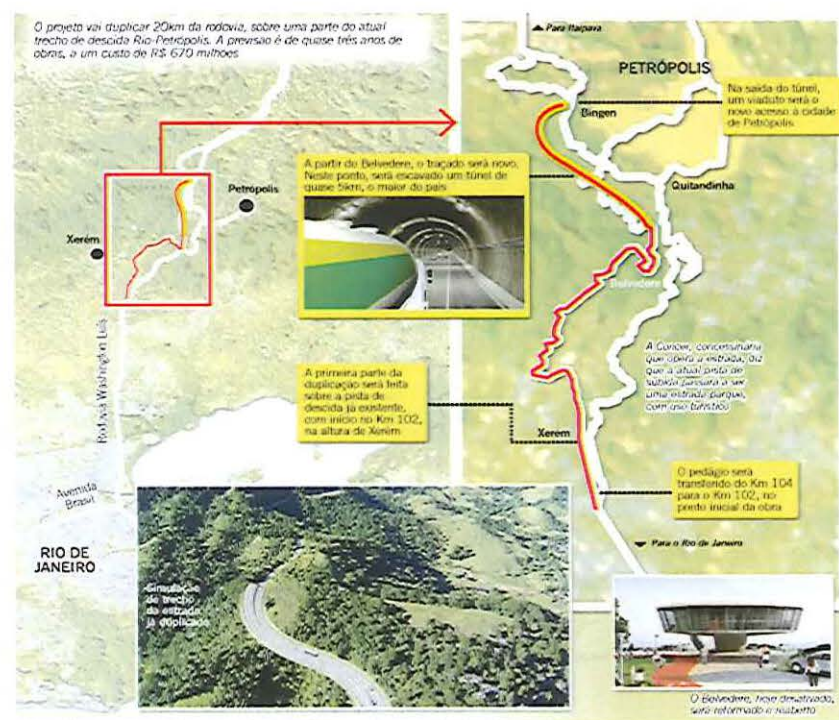 O projeto vai duplicar 20km da rodovia, sobre uma parte do atual
trecho de descida Rio-Petrópolis. A previsão é de quase três anos de
obras, a um custo de R$ 670 milhões
Para Itaipava
PETRÓPOLIS
Na saída do túnel,
um viaduto será o
novo acesso à cidade
de Petrópolis
Bingen
A partir do Belvedere, o traçado será novo.
Neste ponto, será escavado um túnel de
quase 5km, o maior do país
Quitandinha
Petrópolis
Xerém
Belvedere
Rodovia Washington Luís
A Concer, concessionária
que opera a estrada, diz
que a atual pista de
subida passará a ser
uma estrada parque,
com uso turístico
A primeira parte da
duplicação será feita
sobre a pista de
descida já existente,
com início no Km 102,
na altura de Xerém
Xerém
O pedágio será
transferido do Km 104
para o Km 102, no
ponto inicial da obra
Avenida
Brasil
Para o Rio de Janeiro
RIO DE
JANEIRO
Simulação
de trecho
da estrada
já duplicado
O Belvedere, hoje desativado,
será reformado e reaberto